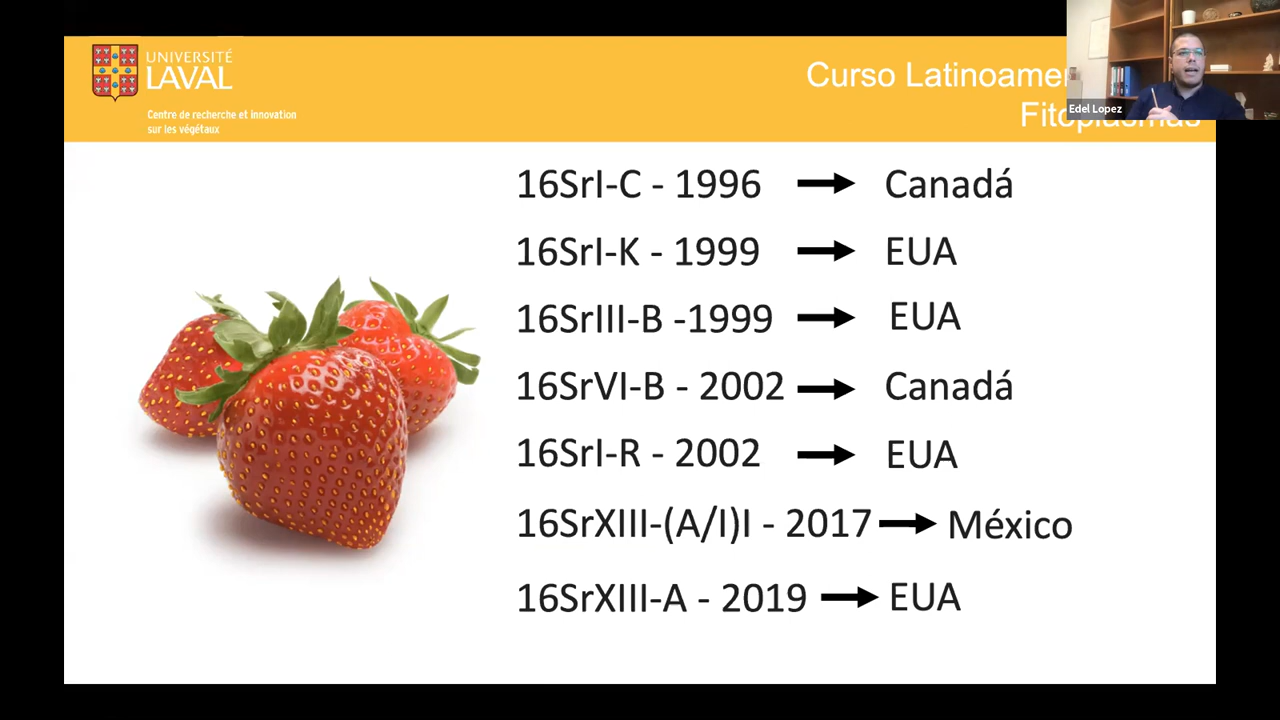 UNIVERSITÉ
LAVAL
Centre de recherche et innovation
sur les végétaux
Curso Latinoamer
Fitoplasmas
Edel Lopez
16SrI-C - 1996 → Canadá
16SrI-K - 1999 → EUA
16SrIII-B -1999 → EUA
16SrVI-B - 2002 → Canadá
16SrI-R - 2002 → EUA
16SrXIII-(A/I)I - 2017 → México
16SrXIII-A - 2019 → EUA